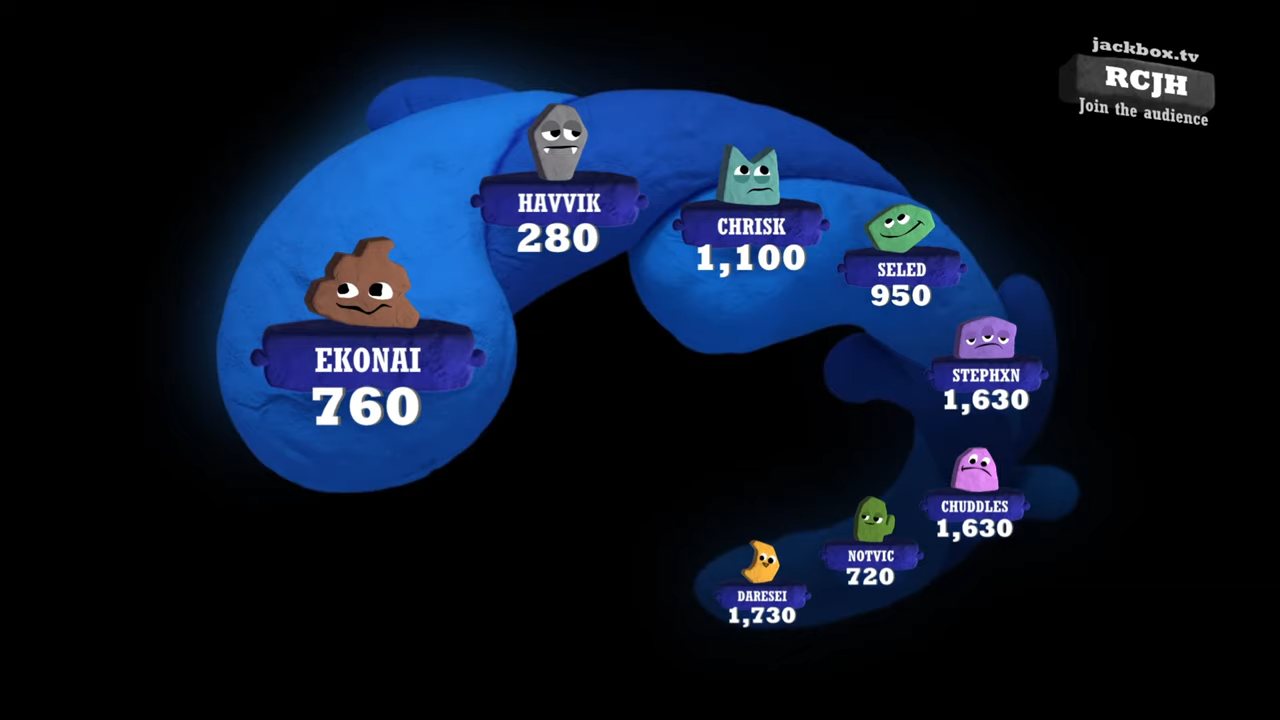 jackbox.tv
RCJH
Join the audience
HAVVIK
280
CHRISK
1,100
SELED
950
EKONAI
760
STEPHXN
1,630
CHUDDLES
1,630
NOTVIC
720
DARESEI
1,730